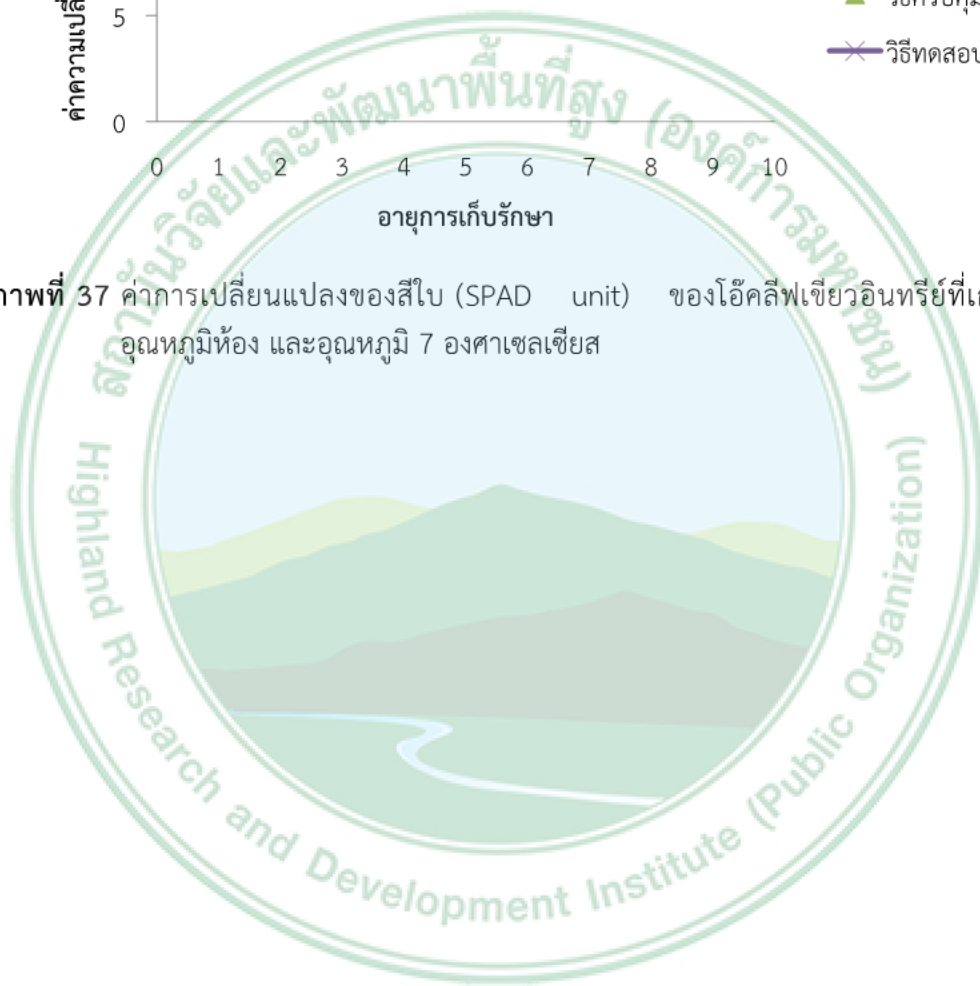 5
0
0 1 2 3 4 5 6 7 8 9 10
อายุการเก็บรักษา
วิธีทดสอบ
37 ค่าการเปลี่ยนแปลงของสีใบ (SPAD unit) ของโอ๊คลีฟเขียวอินทรีย์ที่
อุณหภูมิห้อง และอุณหภูมิ 7 องศาเซลเซียส
สถาบันวิจัยและพัฒนาพื้นที่สูง (องค์การมหาชน)
Highland Research and Development Institute (Public Organization)